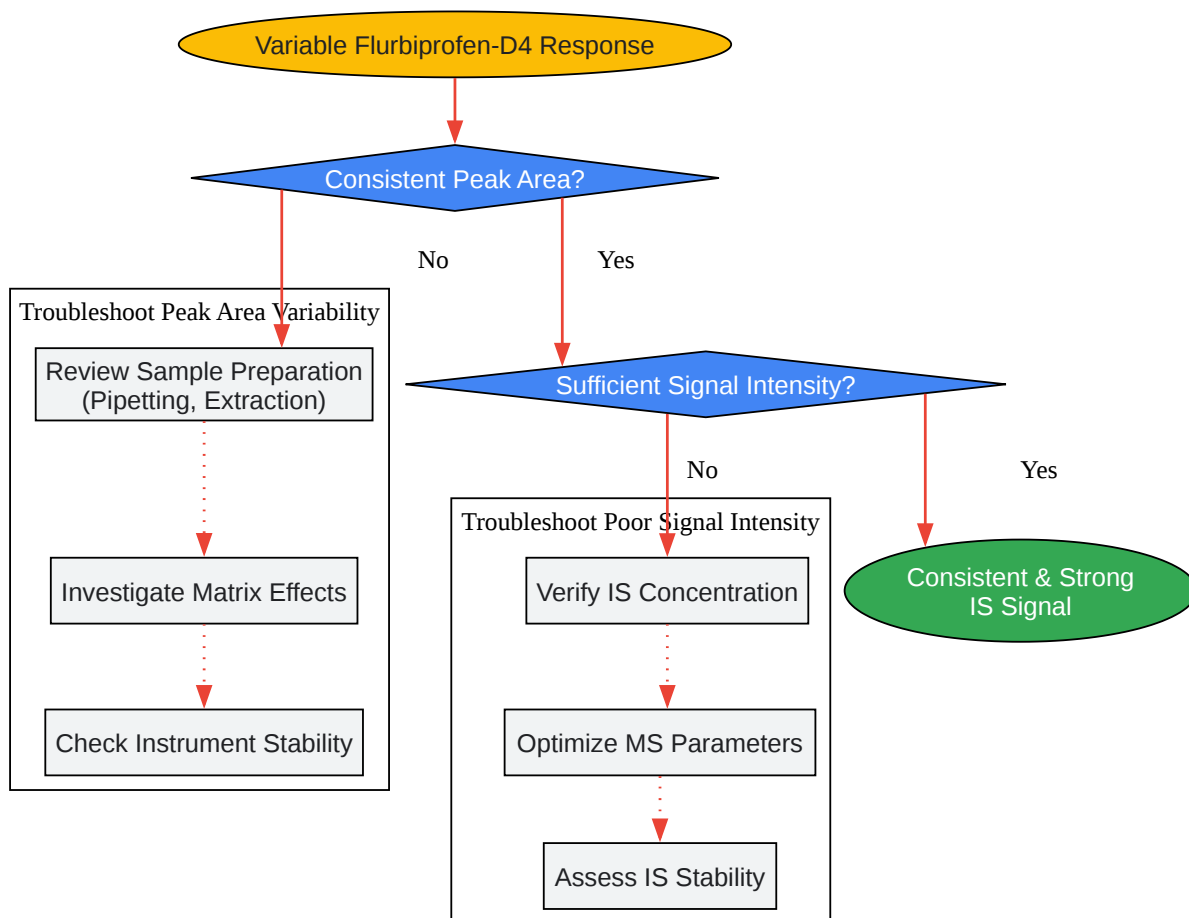 Variable Flurbiprofen-D4 Response
Consistent Peak Area?
No
Yes
Troubleshoot Peak Area Variability
Review Sample Preparation
(Pipetting, Extraction)
Investigate Matrix Effects
Check Instrument Stability
Sufficient Signal Intensity?
No
Yes
Troubleshoot Poor Signal Intensity
Verify IS Concentration
Optimize MS Parameters
Assess IS Stability
Consistent & Strong
IS Signal